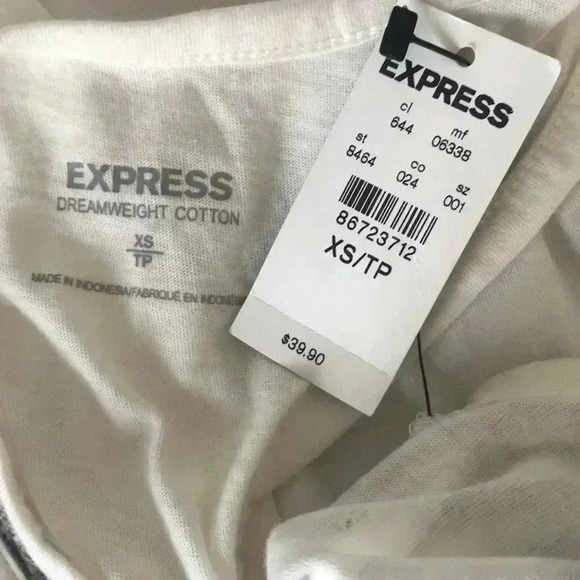 EXPRESS
DREAMWEIGHT COTTON
XS
TP
MADE IN INDONESIA/FABRIQUÉ EN INDONÉS
EXPRESS
cl mf
644 06338
st co sz
8464 024 001
86723712
XS/TP
$39.90